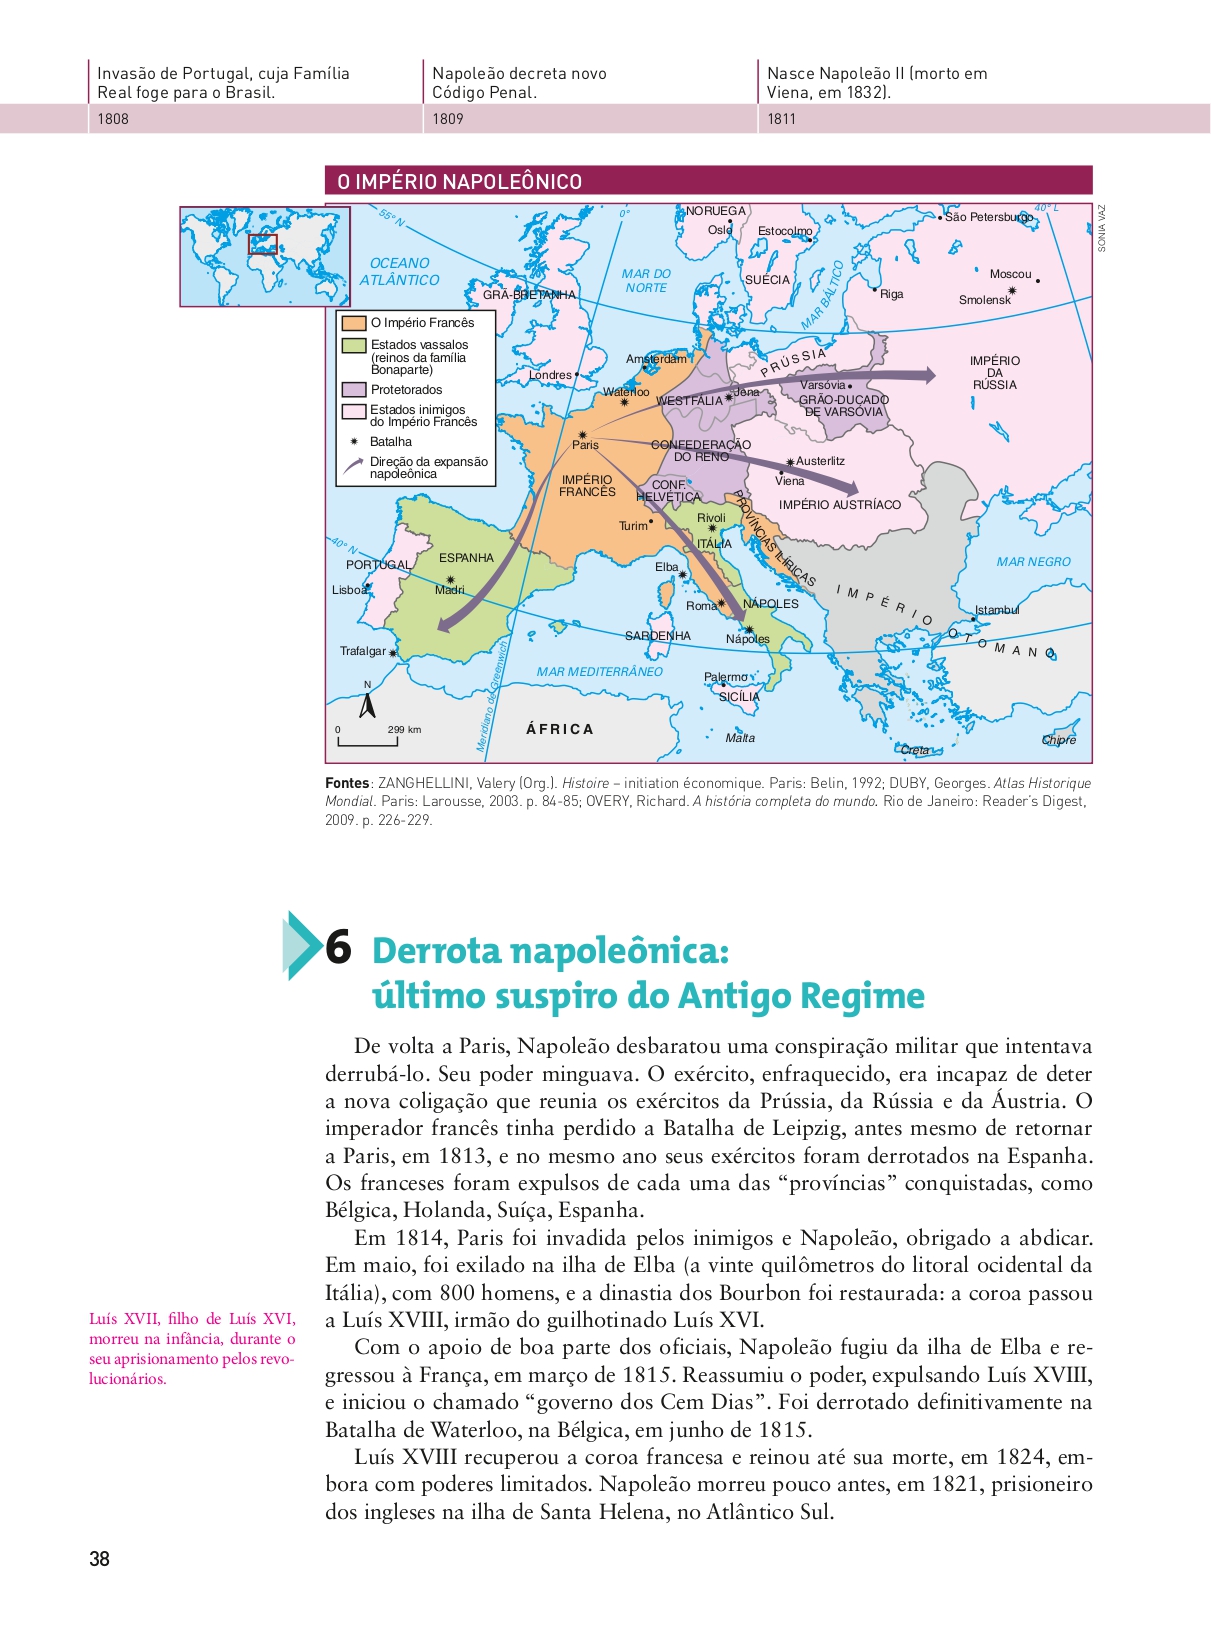 Invasão de Portugal, cuja Família
Real foge para o Brasil.
Napoleão decreta novo
Código Penal.
Nasce Napoleão II (morto em
Viena, em 1832).
1808
1809
1811
O IMPÉRIO NAPOLEÔNICO
55° N
0°
40° L
NORUEGA
Oslo
Estocolmo
São Petersburgo
SONIA VAZ
OCEANO
ATLÂNTICO
MAR DO
NORTE
SUÉCIA
MAR BÁLTICO
Riga
Moscou
Smolensk
GRÃ-BRETANHA
O Império Francês
Estados vassalos
(reinos da família
Bonaparte)
Protetorados
Estados inimigos
do Império Francês
Batalha
Direção da expansão
napoleônica
Londres
Amsterdam
Waterloo
WESTFÁLIA
Jena
PRÚSSIA
Varsóvia
GRÃO-DUCADO
DE VARSÓVIA
IMPÉRIO
DA
RÚSSIA
Paris
CONFEDERAÇÃO
DO RENO
Austerlitz
Viena
IMPÉRIO
FRANCÊS
CONF.
HELVÉTICA
IMPÉRIO AUSTRÍACO
Turim
Rivoli
ITÁLIA
PROVÍNCIAS ILÍRICAS
40° N
PORTUGAL
ESPANHA
Lisboa
Madri
Elba
Roma
NÁPOLES
Nápoles
MAR NEGRO
IMPÉRIO OTOMANO
Istambul
SARDENHA
Trafalgar
MAR MEDITERRÂNEO
Palermo
SICÍLIA
Meridiano de Greenwich
N
0
299 km
ÁFRICA
Malta
Creta
Chipre
Fontes: ZANGHELLINI, Valery (Org.). Histoire – initiation économique. Paris: Belin, 1992; DUBY, Georges. Atlas Historique
Mondial. Paris: Larousse, 2003. p. 84-85; OVERY, Richard. A história completa do mundo. Rio de Janeiro: Reader’s Digest,
2009. p. 226-229.
6 Derrota napoleônica:
último suspiro do Antigo Regime
De volta a Paris, Napoleão desbaratou uma conspiração militar que intentava
derrubá-lo. Seu poder minguava. O exército, enfraquecido, era incapaz de deter
a nova coligação que reunia os exércitos da Prússia, da Rússia e da Áustria. O
imperador francês tinha perdido a Batalha de Leipzig, antes mesmo de retornar
a Paris, em 1813, e no mesmo ano seus exércitos foram derrotados na Espanha.
Os franceses foram expulsos de cada uma das “províncias” conquistadas, como
Bélgica, Holanda, Suíça, Espanha.
Em 1814, Paris foi invadida pelos inimigos e Napoleão, obrigado a abdicar.
Em maio, foi exilado na ilha de Elba (a vinte quilômetros do litoral ocidental da
Itália), com 800 homens, e a dinastia dos Bourbon foi restaurada: a coroa passou
a Luís XVIII, irmão do guilhotinado Luís XVI.
Luís XVII, filho de Luís XVI,
morreu na infância, durante o
seu aprisionamento pelos revo-
lucionários.
Com o apoio de boa parte dos oficiais, Napoleão fugiu da ilha de Elba e re-
gressou à França, em março de 1815. Reassumiu o poder, expulsando Luís XVIII,
e iniciou o chamado “governo dos Cem Dias”. Foi derrotado definitivamente na
Batalha de Waterloo, na Bélgica, em junho de 1815.
Luís XVIII recuperou a coroa francesa e reinou até sua morte, em 1824, em-
bora com poderes limitados. Napoleão morreu pouco antes, em 1821, prisioneiro
dos ingleses na ilha de Santa Helena, no Atlântico Sul.
38